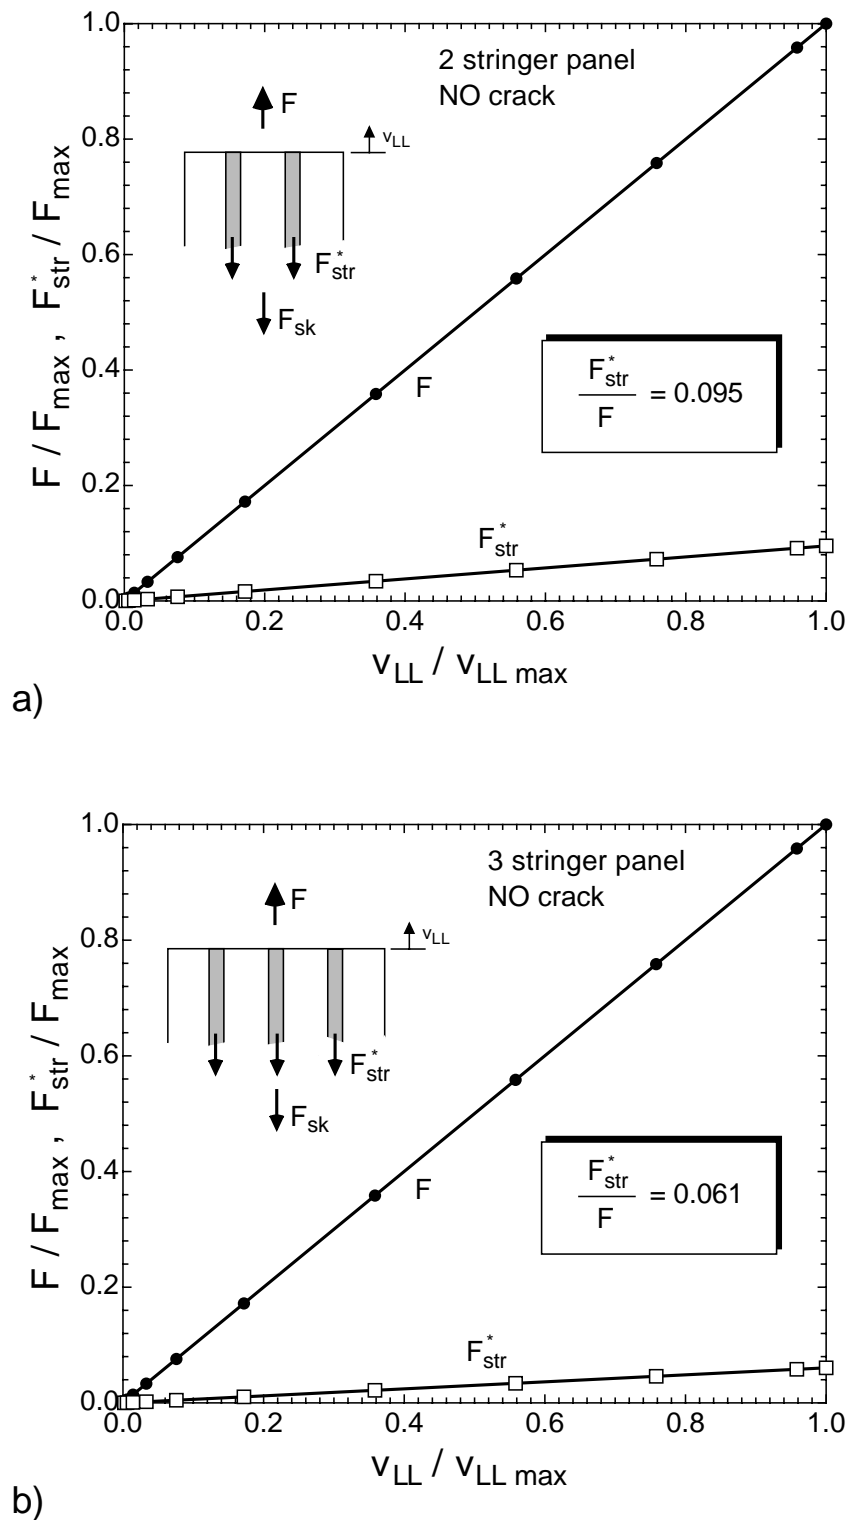 2 stringer panel
NO crack
F
v_LL
F*_str
F_sk
F / F_max , F*_str / F_max
1.0
0.8
0.6
0.4
0.2
0.0
F
F*_str / F = 0.095
F*_str
0.0 0.2 0.4 0.6 0.8 1.0
v_LL / v_LL max
a)
3 stringer panel
NO crack
F
v_LL
F*_str
F_sk
F / F_max , F*_str / F_max
1.0
0.8
0.6
0.4
0.2
0.0
F
F*_str / F = 0.061
F*_str
0.0 0.2 0.4 0.6 0.8 1.0
v_LL / v_LL max
b)